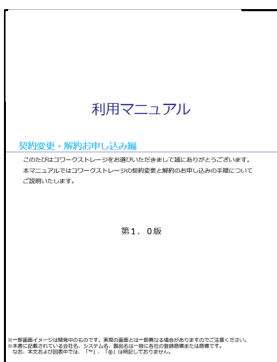 利用マニュアル
契約変更・解約お申し込み編
このたびはコワークストレージをお選びいただきまして誠にありがとうございます。
本マニュアルではコワークストレージの契約変更と解約のお申し込みの手順について
ご説明いたします。
第1．0版
※一部画面イメージは開発中のものです。実際の画面とは一部異なる場合がありますのでご注意ください。
※本書に記載されている会社名、システム名、製品名は一般に各社の登録商標または商標です。
なお、本文および図表中では、「™」、「®」は明記しておりません。